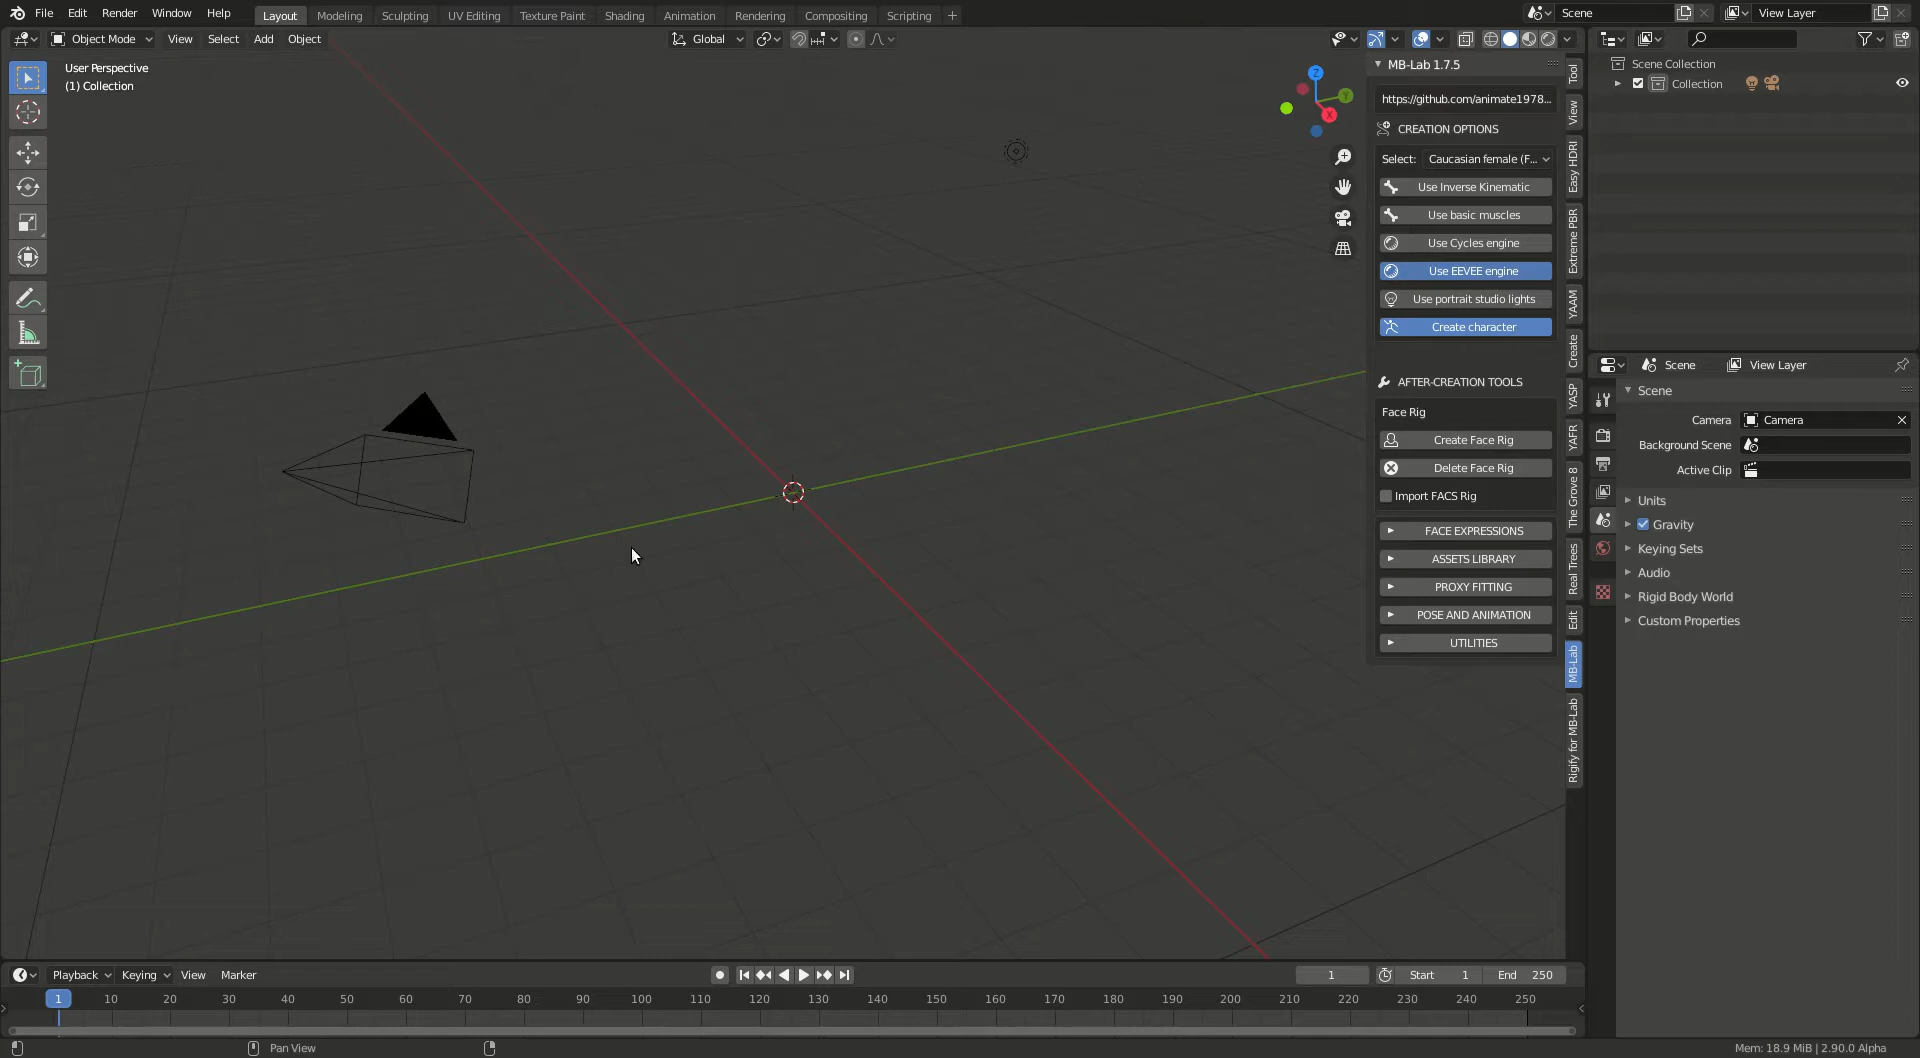 File Edit Render Window Help Layout Modeling Sculpting UV Editing Texture Paint Shading Animation Rendering Compositing Scripting + Scene View Layer
Object Mode View Select Add Object Global
User Perspective
(1) Collection
Z
Y
X
MB-Lab 1.7.5
https://github.com/animate1978...
CREATION OPTIONS
Select: Caucasian female (F...
Use Inverse Kinematic
Use basic muscles
Use Cycles engine
Use EEVEE engine
Use portrait studio lights
Create character
AFTER-CREATION TOOLS
Face Rig
Create Face Rig
Delete Face Rig
Import FACS Rig
FACE EXPRESSIONS
ASSETS LIBRARY
PROXY FITTING
POSE AND ANIMATION
UTILITIES
Tool
View
Easy HDRI
Extreme PBR
YAAM
Create
YASP
YAFR
The Grove 8
Real Trees
Edit
MB-Lab
Rigify for MB-Lab
Scene Collection
Collection
Scene View Layer
Scene
Camera Camera
Background Scene
Active Clip
Units
Gravity
Keying Sets
Audio
Rigid Body World
Custom Properties
Playback Keying View Marker 1 Start 1 End 250
1 10 20 30 40 50 60 70 80 90 100 110 120 130 140 150 160 170 180 190 200 210 220 230 240 250
Pan View Mem: 18.9 MiB | 2.90.0 Alpha